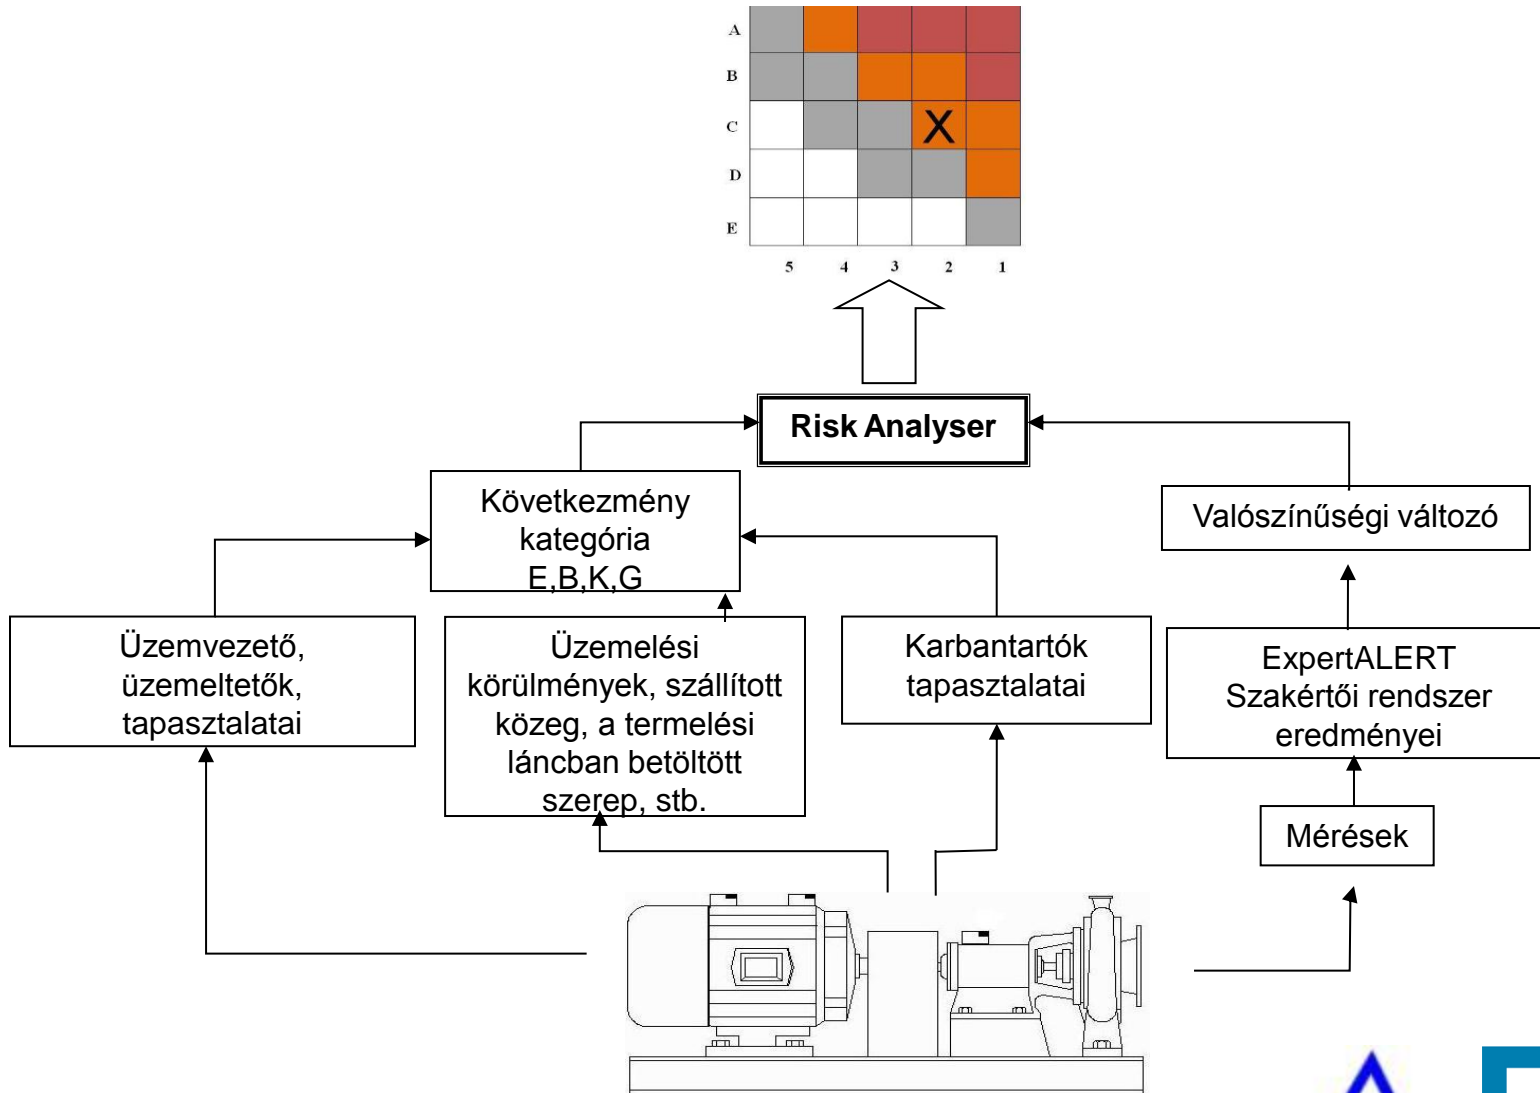 A
B
C
X
D
E
5 4 3 2 1
Risk Analyser
Következmény
kategória
E,B,K,G
Valószínűségi változó
Üzemvezető,
üzemeltetők,
tapasztalatai
Üzemelési
körülmények, szállított
közeg, a termelési
láncban betöltött
szerep, stb.
Karbantartók
tapasztalatai
ExpertALERT
Szakértői rendszer
eredményei
Mérések